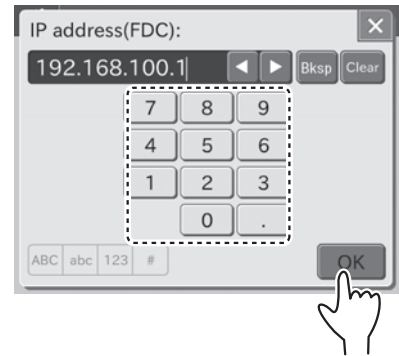 IP address(FDC):
192.168.100.1 Bksp Clear
7 8 9
4 5 6
1 2 3
0 .
ABC abc 123 # OK